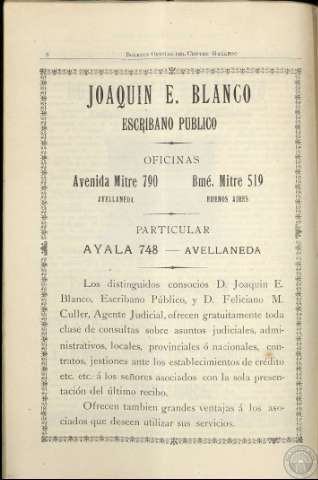 8 Boletín Oficial del Centro Gallego
JOAQUIN E. BLANCO
ESCRIBANO PUBLICO
OFICINAS
Avenida Mitre 790 Bmé. Mitre 519
AVELLANEDA BUENOS AIRES
PARTICULAR
AYALA 748 — AVELLANEDA
Los distinguidos consocios D. Joaquin E.
Blanco, Escribano Público, y D. Feliciano M.
Culler, Agente Judicial, ofrecen gratuitamente toda
clase de consultas sobre asuntos judiciales, admi-
nistrativos, locales, provinciales ó nacionales, con-
tratos, jestiones ante los establecimientos de crédito
etc. etc. á los señores asociados con la sola presen-
tación del último recibo.
Ofrecen tambien grandes ventajas á los aso-
ciados que deseen utilizar sus servicios.